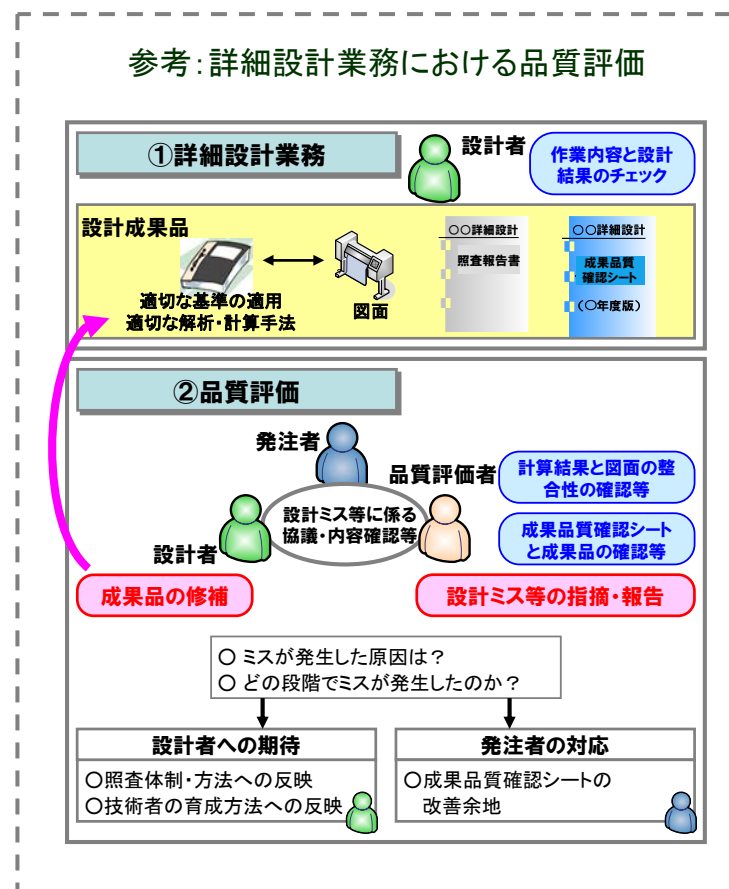 参考：詳細設計業務における品質評価
①詳細設計業務
設計者
作業内容と設計
結果のチェック
設計成果品
適切な基準の適用
適切な解析・計算手法
図面
〇〇詳細設計
照査報告書
〇〇詳細設計
成果品質
確認シート
（〇年度版）
②品質評価
発注者
品質評価者
設計者
設計ミス等に係る
協議・内容確認等
計算結果と図面の整
合性の確認等
成果品質確認シート
と成果品の確認等
成果品の修補
設計ミス等の指摘・報告
〇 ミスが発生した原因は？
〇 どの段階でミスが発生したのか？
設計者への期待
〇照査体制・方法への反映
〇技術者の育成方法への反映
発注者の対応
〇成果品質確認シートの
改善余地